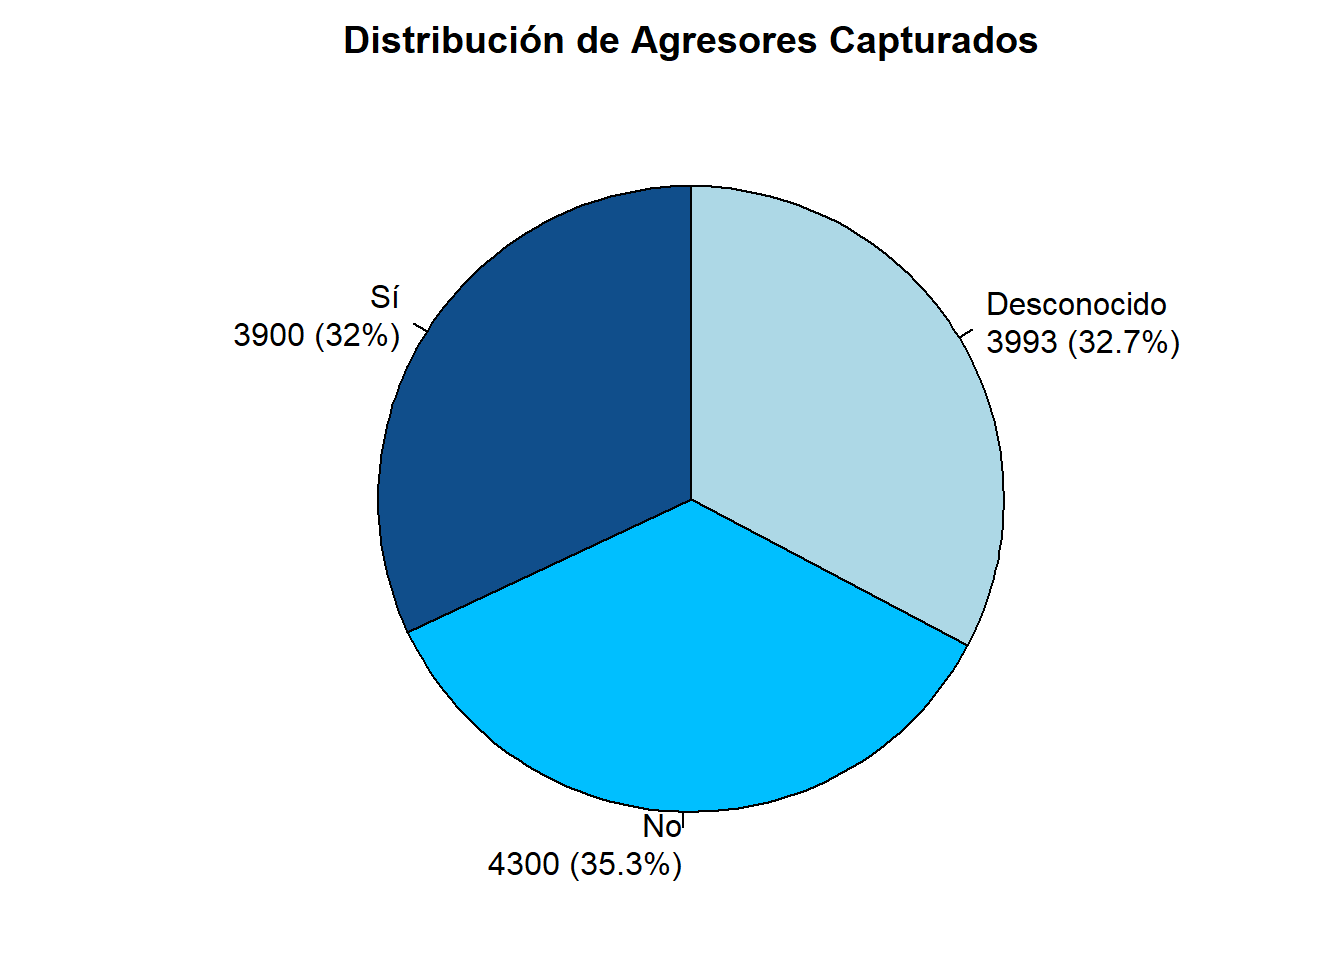 Distribución de Agresores Capturados
Sí
3900 (32%)
Desconocido
3993 (32.7%)
No
4300 (35.3%)